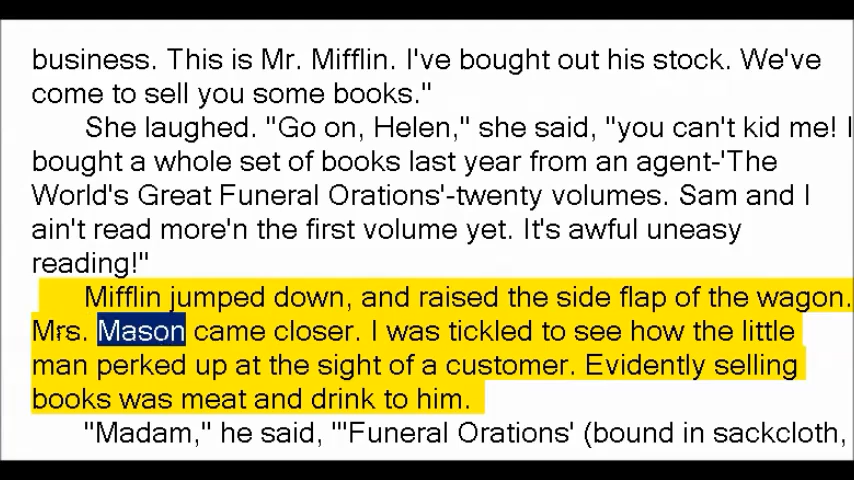 business. This is Mr. Mifflin. I've bought out his stock. We've
come to sell you some books."
She laughed. "Go on, Helen," she said, "you can't kid me! I
bought a whole set of books last year from an agent-'The
World's Great Funeral Orations'-twenty volumes. Sam and I
ain't read more'n the first volume yet. It's awful uneasy
reading!"
Mifflin jumped down, and raised the side flap of the wagon.
Mrs. Mason came closer. I was tickled to see how the little
man perked up at the sight of a customer. Evidently selling
books was meat and drink to him.
"Madam," he said, "'Funeral Orations' (bound in sackcloth,